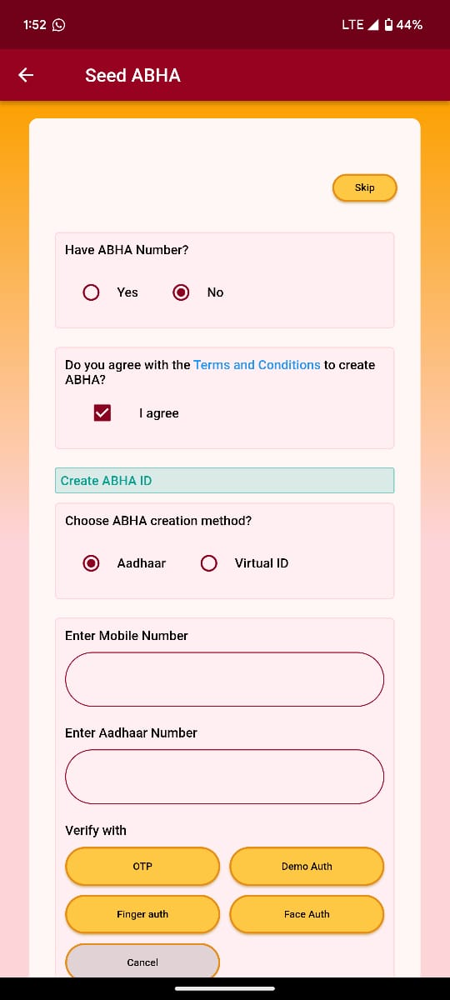 1:52 LTE 44%
Seed ABHA
Skip
Have ABHA Number?
Yes No
Do you agree with the Terms and Conditions to create
ABHA?
I agree
Create ABHA ID
Choose ABHA creation method?
Aadhaar Virtual ID
Enter Mobile Number
Enter Aadhaar Number
Verify with
OTP Demo Auth
Finger auth Face Auth
Cancel